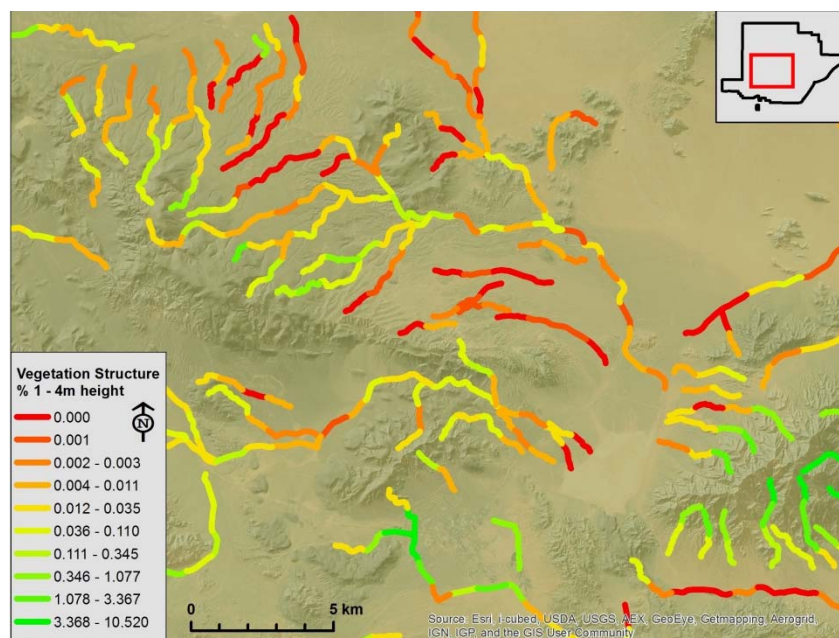 Vegetation Structure
% 1 - 4m height
N
0.000
0.001
0.002 - 0.003
0.004 - 0.011
0.012 - 0.035
0.036 - 0.110
0.111 - 0.345
0.346 - 1.077
1.078 - 3.367
3.368 - 10.520
0 5 km
Source: Esri, i-cubed, USDA, USGS, AEX, GeoEye, Getmapping, Aerogrid,
IGN, IGP, and the GIS User Community